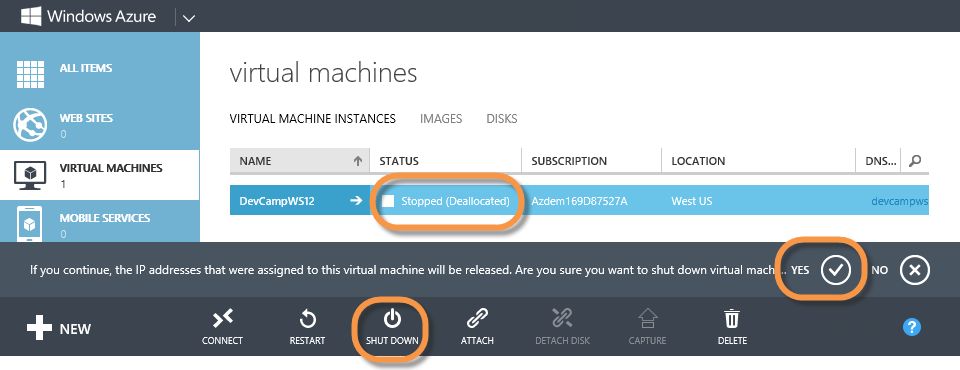 Windows Azure
ALL ITEMS
WEB SITES
0
VIRTUAL MACHINES
1
MOBILE SERVICES
0
virtual machines
VIRTUAL MACHINE INSTANCES IMAGES DISKS
NAME STATUS SUBSCRIPTION LOCATION DNS...
DevCampWS12 Stopped (Deallocated) Azdem169D87527A West US devcampws
If you continue, the IP addresses that were assigned to this virtual machine will be released. Are you sure you want to shut down virtual mach... YES NO
NEW CONNECT RESTART SHUT DOWN ATTACH DETACH DISK CAPTURE DELETE ?